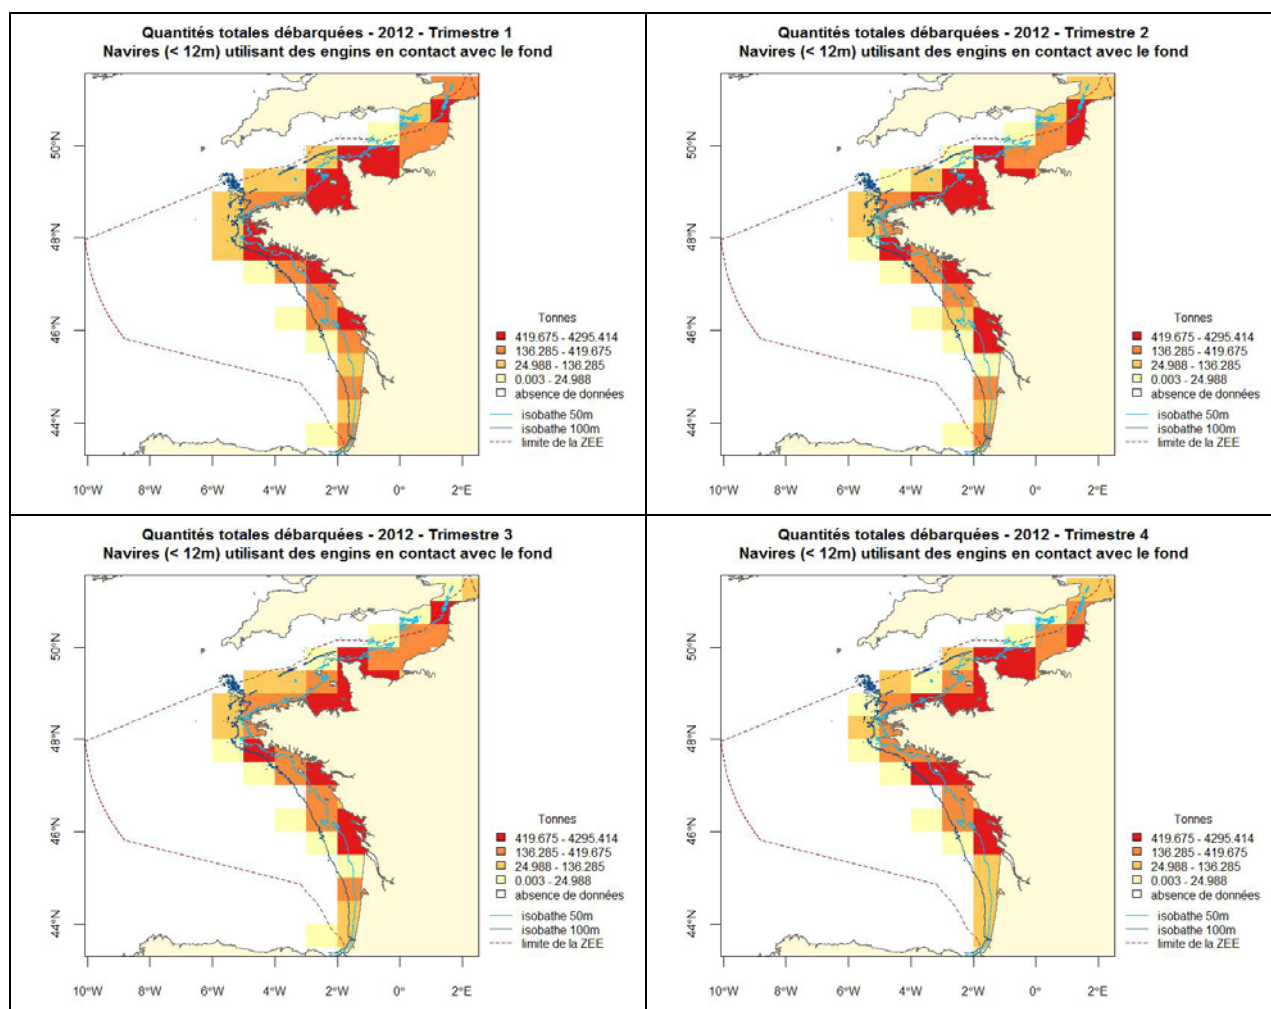 Quantités totales débarquées - 2012 - Trimestre 1
Navires (< 12m) utilisant des engins en contact avec le fond
50°N
48°N
46°N
44°N
10°W 8°W 6°W 4°W 2°W 0° 2°E
Tonnes
419.675 - 4295.414
136.285 - 419.675
24.988 - 136.285
0.003 - 24.988
absence de données
isobathe 50m
isobathe 100m
limite de la ZEE
Quantités totales débarquées - 2012 - Trimestre 2
Navires (< 12m) utilisant des engins en contact avec le fond
50°N
48°N
46°N
44°N
10°W 8°W 6°W 4°W 2°W 0° 2°E
Tonnes
419.675 - 4295.414
136.285 - 419.675
24.988 - 136.285
0.003 - 24.988
absence de données
isobathe 50m
isobathe 100m
limite de la ZEE
Quantités totales débarquées - 2012 - Trimestre 3
Navires (< 12m) utilisant des engins en contact avec le fond
50°N
48°N
46°N
44°N
10°W 8°W 6°W 4°W 2°W 0° 2°E
Tonnes
419.675 - 4295.414
136.285 - 419.675
24.988 - 136.285
0.003 - 24.988
absence de données
isobathe 50m
isobathe 100m
limite de la ZEE
Quantités totales débarquées - 2012 - Trimestre 4
Navires (< 12m) utilisant des engins en contact avec le fond
50°N
48°N
46°N
44°N
10°W 8°W 6°W 4°W 2°W 0° 2°E
Tonnes
419.675 - 4295.414
136.285 - 419.675
24.988 - 136.285
0.003 - 24.988
absence de données
isobathe 50m
isobathe 100m
limite de la ZEE